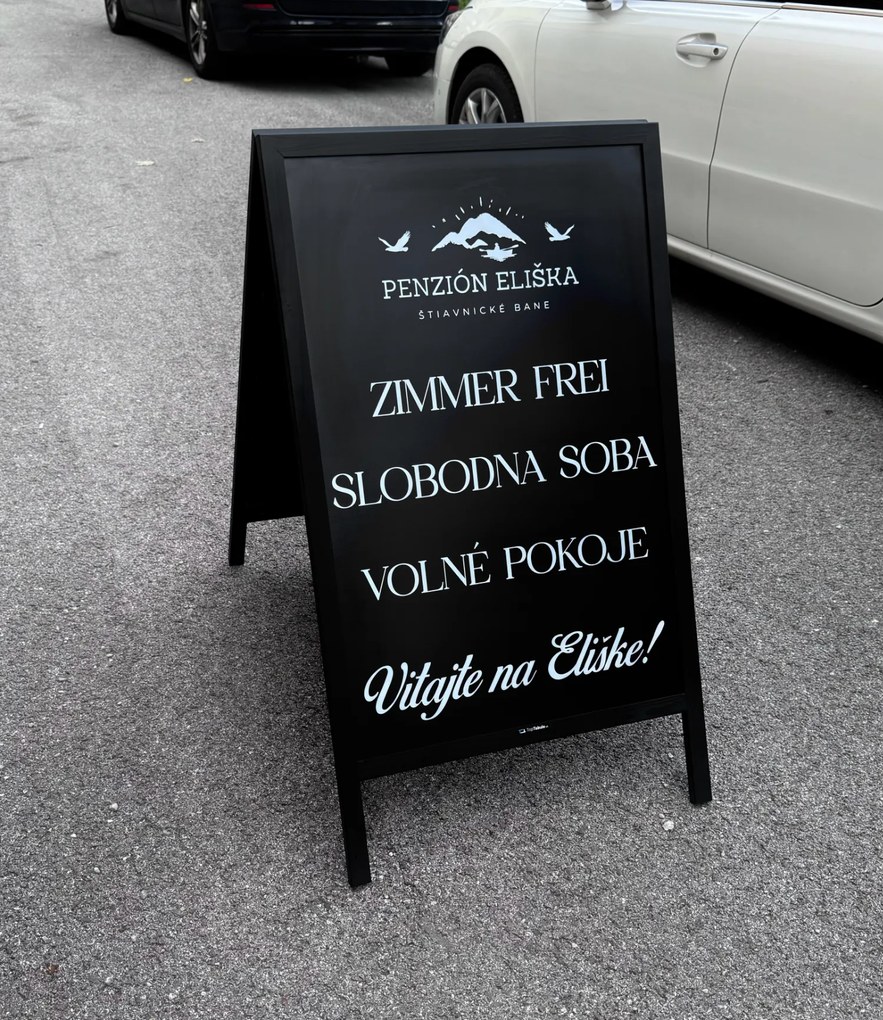 PENZIÓN ELIŠKA
ŠTIAVNICKÉ BANE
ZIMMER FREI
SLOBODNA SOBA
VOLNÉ POKOJE
Vitajte na Eliške!